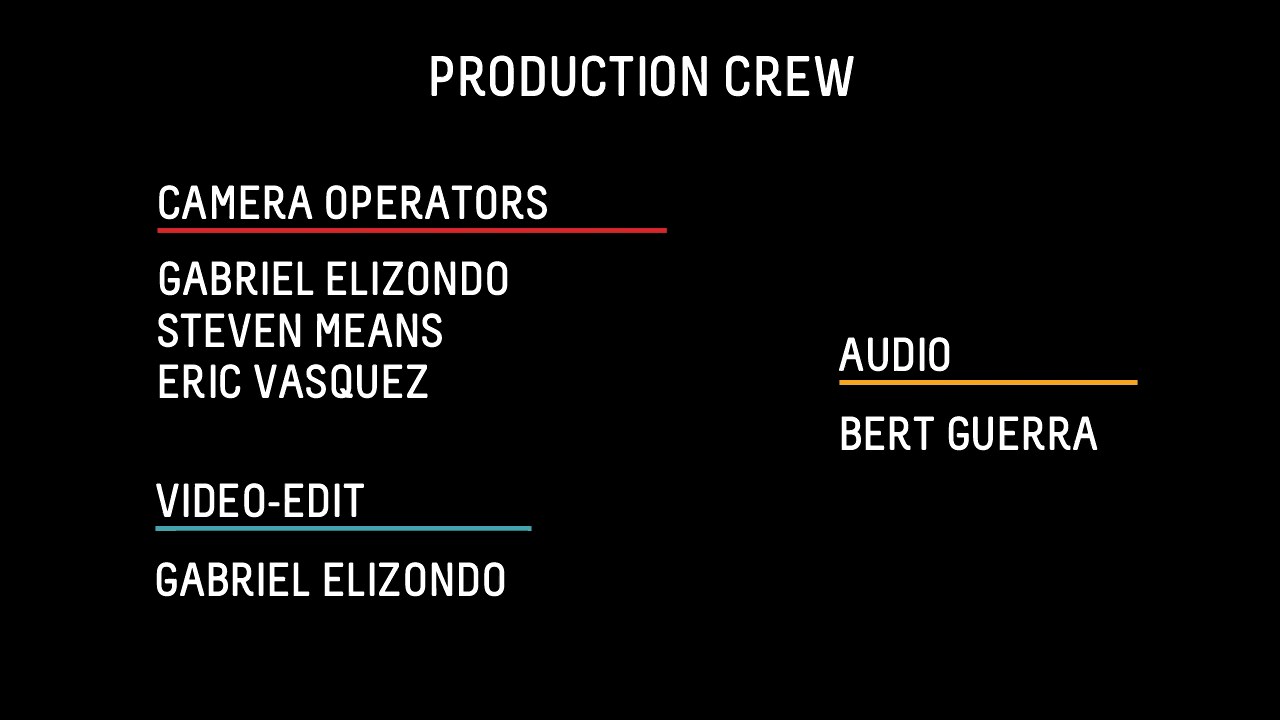 PRODUCTION CREW
CAMERA OPERATORS
GABRIEL ELIZONDO
STEVEN MEANS
ERIC VASQUEZ
VIDEO-EDIT
GABRIEL ELIZONDO
AUDIO
BERT GUERRA